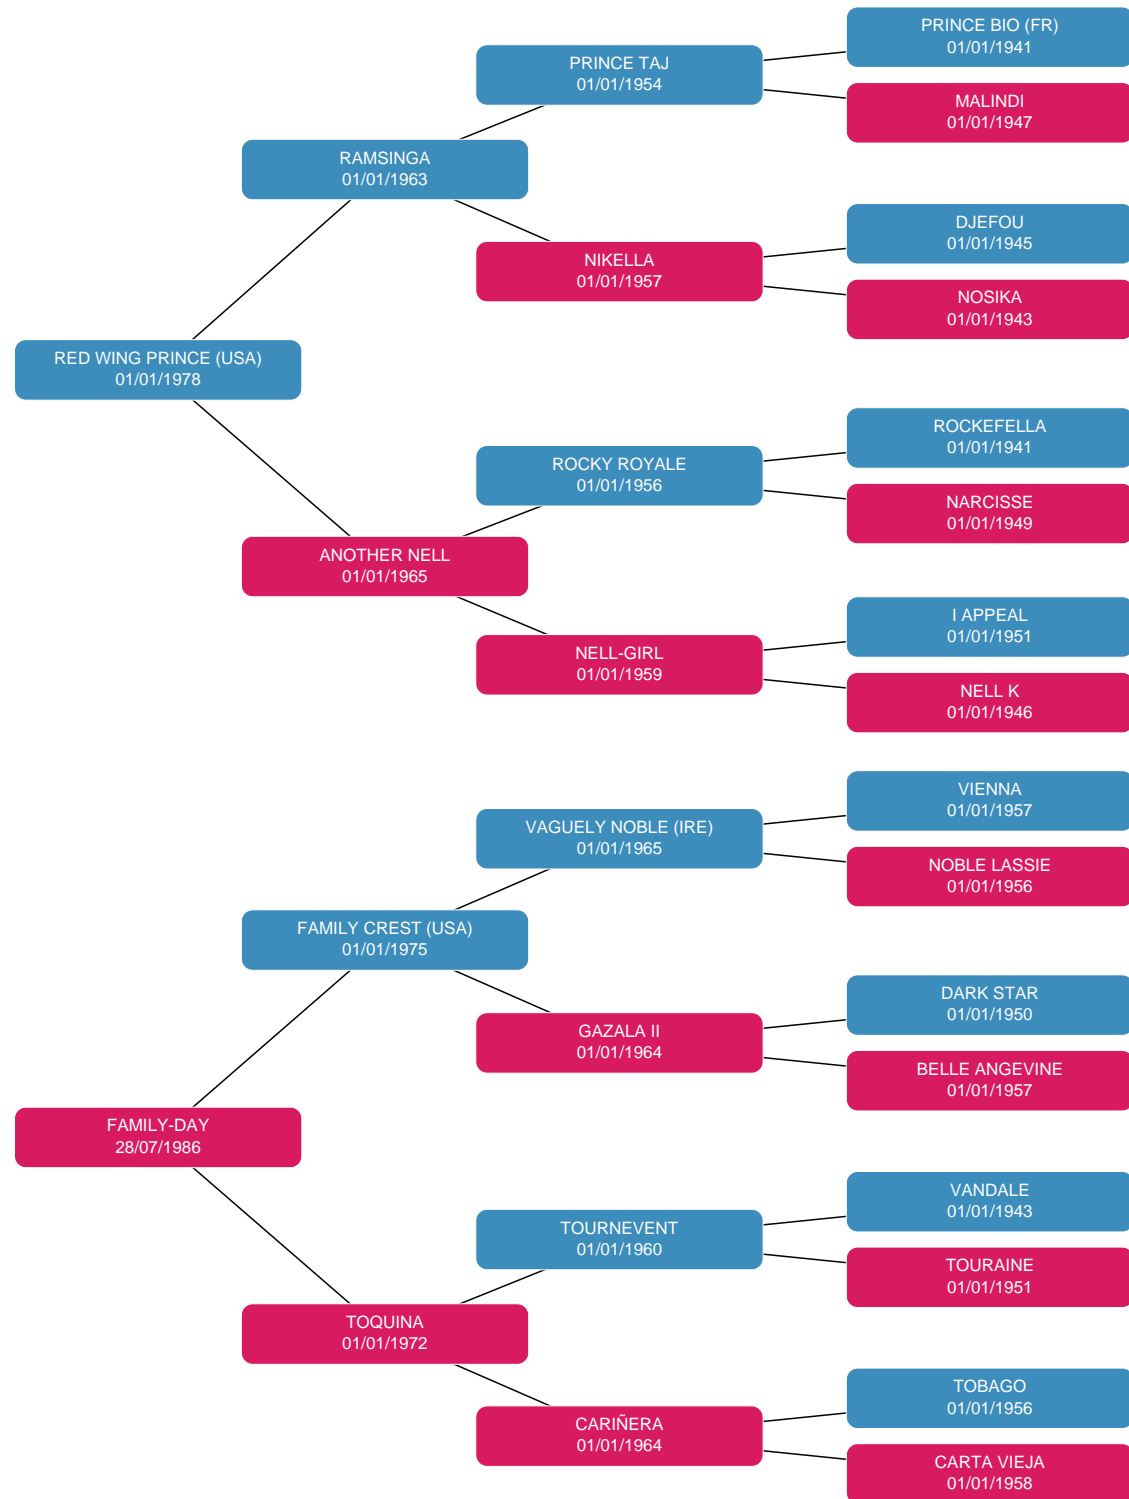 PRINCE BIO (FR)
01/01/1941
PRINCE TAJ
01/01/1954
MALINDI
01/01/1947
RAMSINGA
01/01/1963
DJEFOU
01/01/1945
NIKELLA
01/01/1957
NOSIKA
01/01/1943
RED WING PRINCE (USA)
01/01/1978
ROCKEFELLA
01/01/1941
ROCKY ROYALE
01/01/1956
NARCISSE
01/01/1949
ANOTHER NELL
01/01/1965
I APPEAL
01/01/1951
NELL-GIRL
01/01/1959
NELL K
01/01/1946
VIENNA
01/01/1957
VAGUELY NOBLE (IRE)
01/01/1965
NOBLE LASSIE
01/01/1956
FAMILY CREST (USA)
01/01/1975
DARK STAR
01/01/1950
GAZALA II
01/01/1964
BELLE ANGEVINE
01/01/1957
FAMILY-DAY
28/07/1986
VANDALE
01/01/1943
TOURNEVENT
01/01/1960
TOURAINE
01/01/1951
TOQUINA
01/01/1972
TOBAGO
01/01/1956
CARIÑERA
01/01/1964
CARTA VIEJA
01/01/1958